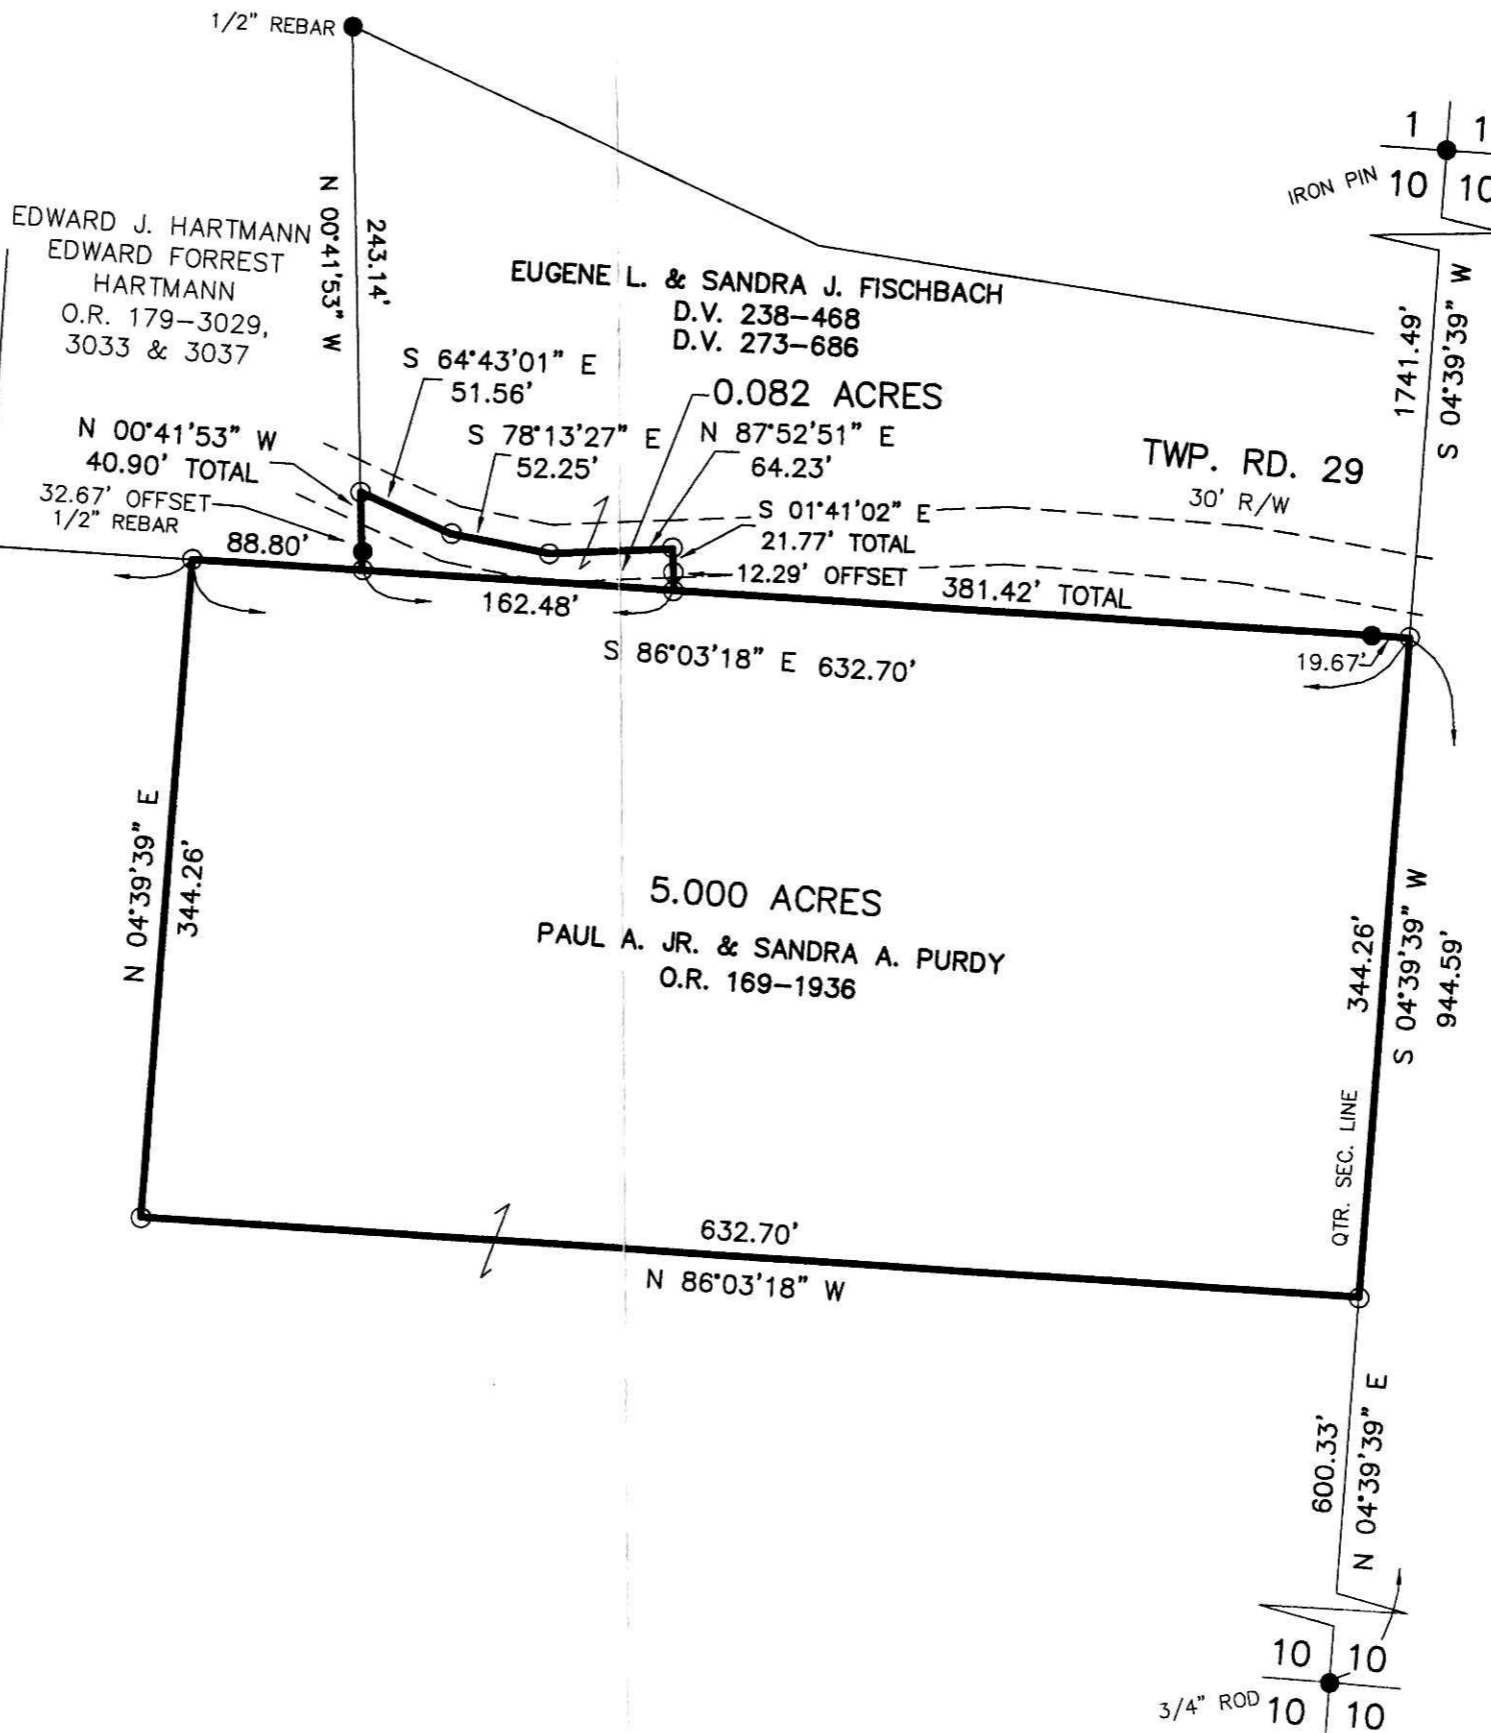 1/2" REBAR
1 1
IRON PIN 10 10
EDWARD J. HARTMANN
EDWARD FORREST
HARTMANN
O.R. 179-3029,
3033 & 3037
N 00°41'53" W
243.14'
EUGENE L. & SANDRA J. FISCHBACH
D.V. 238-468
D.V. 273-686
1741.49'
S 04°39'39" W
S 64°43'01" E
51.56'
0.082 ACRES
N 00°41'53" W
40.90' TOTAL
S 78°13'27" E
52.25'
N 87°52'51" E
64.23'
TWP. RD. 29
30' R/W
32.67' OFFSET
1/2" REBAR
S 01°41'02" E
21.77' TOTAL
88.80'
12.29' OFFSET
162.48'
381.42' TOTAL
S 86°03'18" E 632.70'
19.67'
N 04°39'39" E
344.26'
5.000 ACRES
PAUL A. JR. & SANDRA A. PURDY
O.R. 169-1936
344.26'
S 04°39'39" W
944.59'
QTR. SEC. LINE
632.70'
N 86°03'18" W
600.33'
N 04°39'39" E
10 10
3/4" ROD 10 10